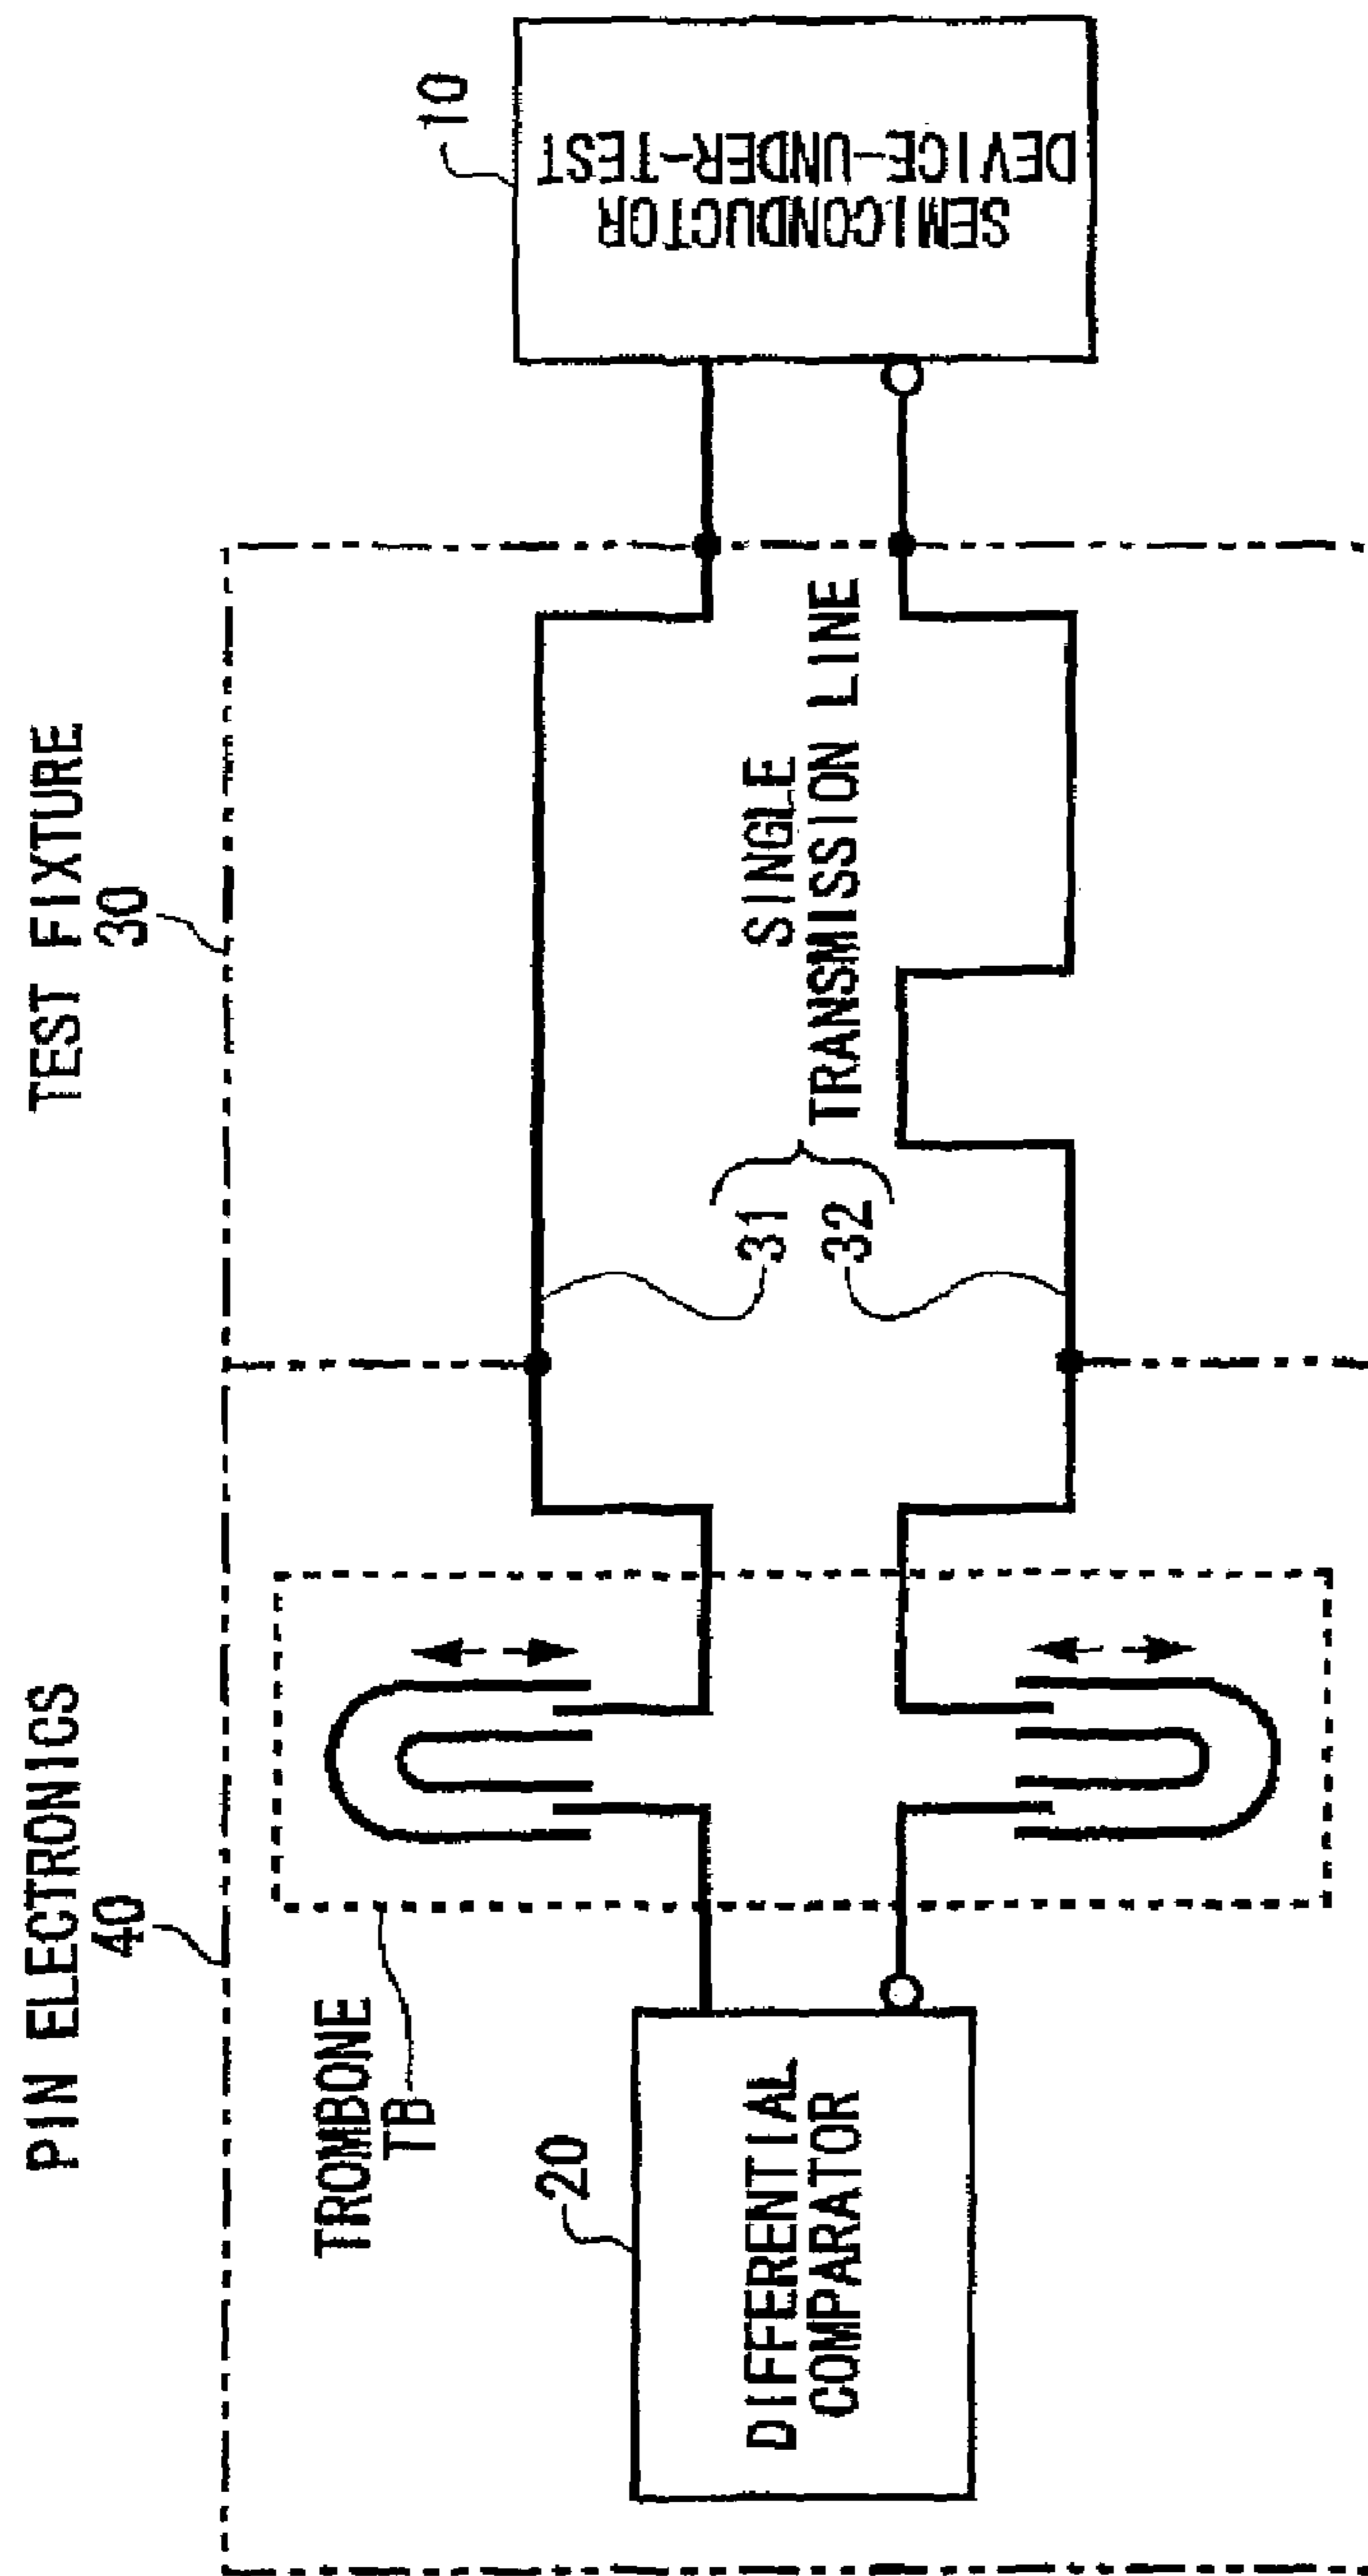 PIN ELECTRONICS
40
TEST FIXTURE
30
TROMBONE
TB
20
DIFFERENTIAL
COMPARATOR
31
32
SINGLE
TRANSMISSION LINE
10
SEMICONDUCTOR
DEVICE-UNDER-TEST